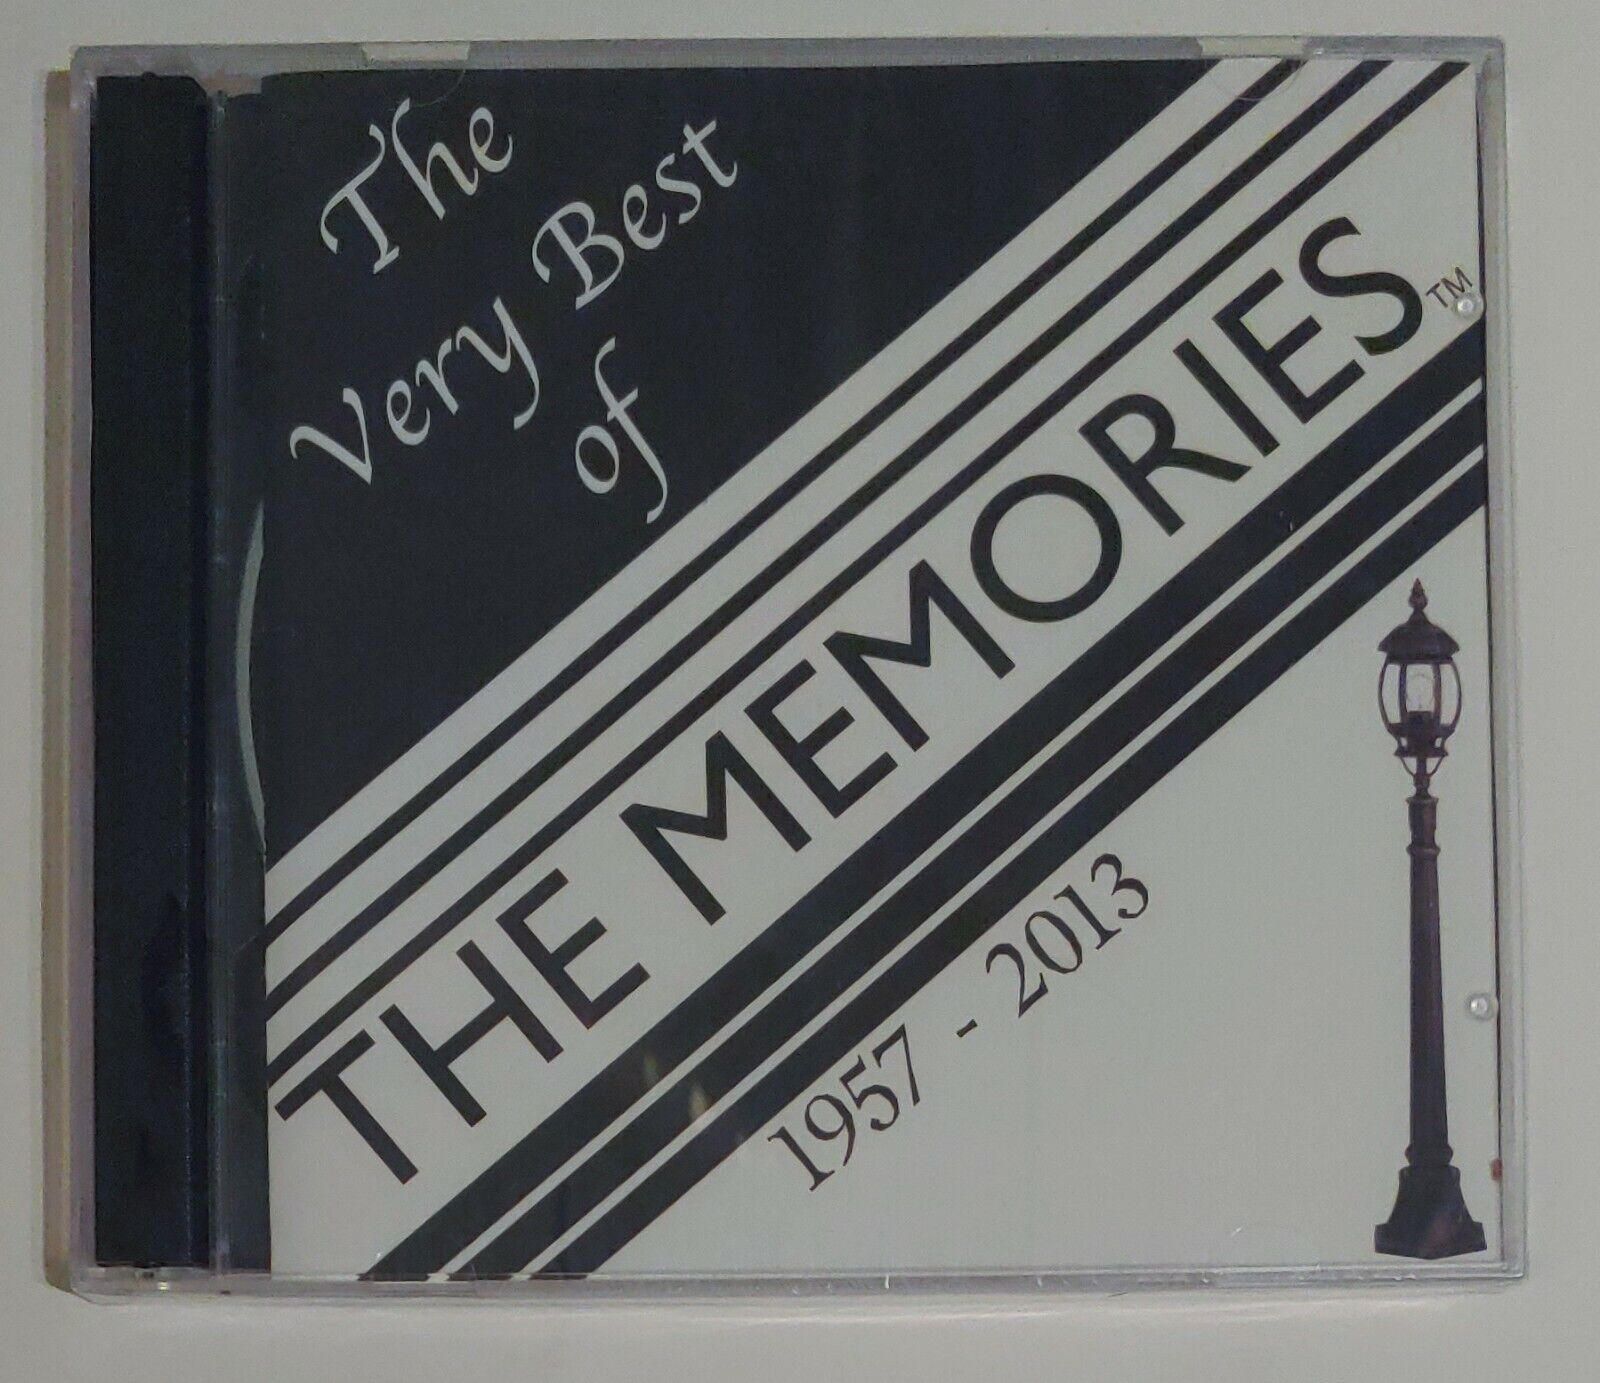 The
Very Best
of
THE MEMORIES™
1957 - 2013